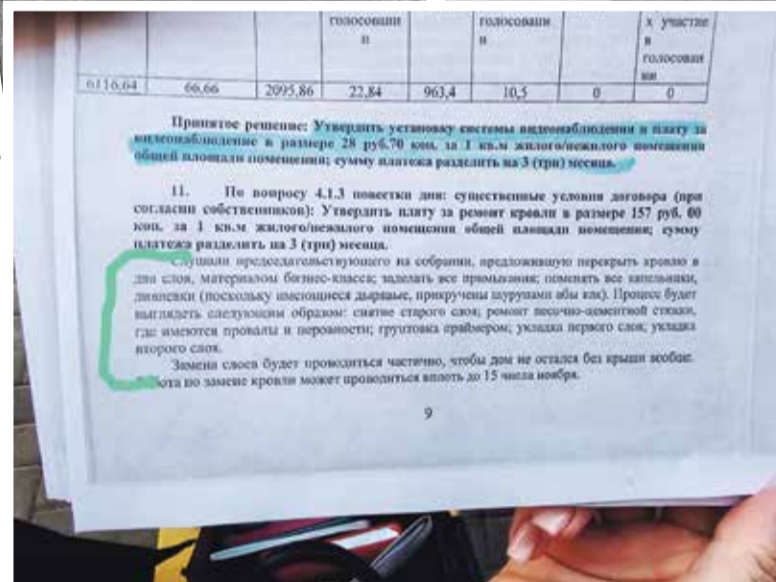 голосовани голосовани х участие
и и в
голосован
ии
6116,64 66,66 2095,86 22,84 963,4 10,5 0 0
Принятое решение: Утвердить установку системы видеонаблюдения и плату за
видеонаблюдение в размере 28 руб.70 коп. за 1 кв.м жилого/нежилого помещения
общей площади помещения; сумму платежа разделить на 3 (три) месяца.
11. По вопросу 4.1.3 повестки дня: существенные условия договора (при
согласии собственников): Утвердить плату за ремонт кровли в размере 157 руб. 00
коп. за 1 кв.м жилого/нежилого помещения общей площади помещения; сумму
платежа разделить на 3 (три) месяца.
Слушали председательствующего на собрании, предложившую перекрыть кровлю в
два слоя, материалом бизнес-класса; заделать все примыкания; поменять все капельники,
ливневки (поскольку имеющиеся дырявые, прикручены шурупами абы как). Процесс будет
выглядеть следующим образом: снятие старого слоя; ремонт песочно-цементной стяжки,
где имеются провалы и неровности; грунтовка праймером; укладка первого слоя; укладка
второго слоя.
Замена слоев будет проводиться частично, чтобы дом не остался без крыши вообще.
Работа по замене кровли может проводиться вплоть до 15 числа ноября.
9